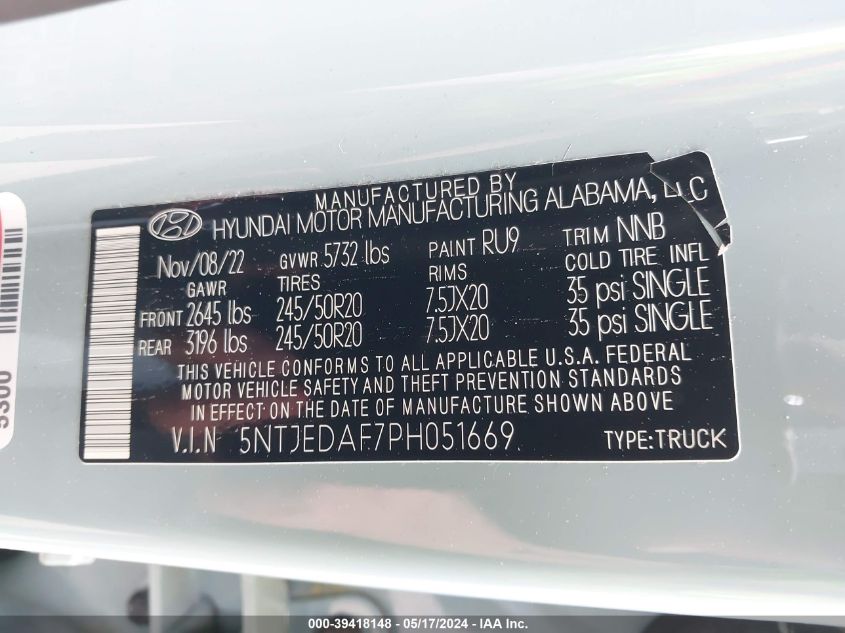 MANUFACTURED BY
HYUNDAI MOTOR MANUFACTURING ALABAMA, LLC
Nov/08/22 GVWR 5732 lbs PAINT RU9 TRIM NNB
GAWR TIRES RIMS COLD TIRE INFL
FRONT 2645 lbs 245/50R20 7.5JX20 35 psi SINGLE
REAR 3196 lbs 245/50R20 7.5JX20 35 psi SINGLE
THIS VEHICLE CONFORMS TO ALL APPLICABLE U.S.A. FEDERAL
MOTOR VEHICLE SAFETY AND THEFT PREVENTION STANDARDS
IN EFFECT ON THE DATE OF MANUFACTURE SHOWN ABOVE
V.I.N 5NTJEDAF7PH051669 TYPE:TRUCK
000-39418148 — 05/17/2024 — IAA Inc.